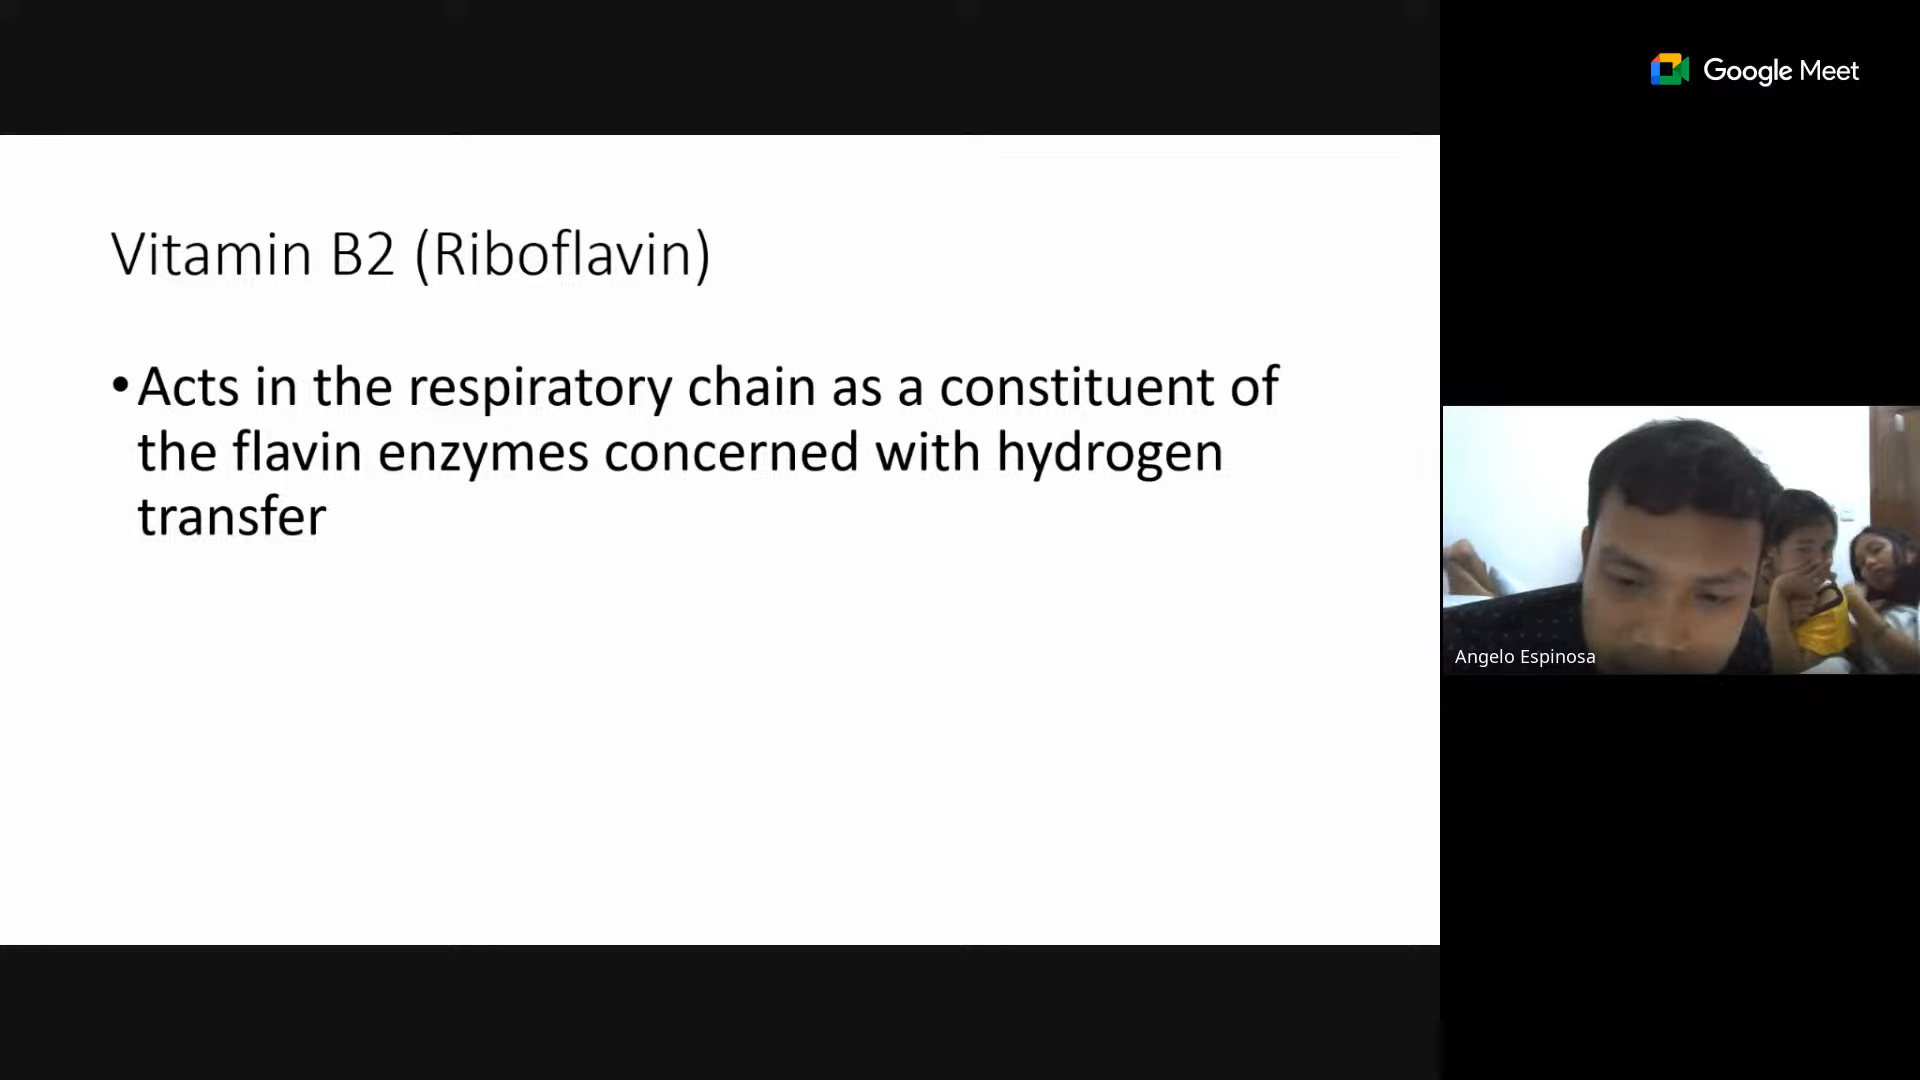 Google Meet
Vitamin B2 (Riboflavin)
•Acts in the respiratory chain as a constituent of
the flavin enzymes concerned with hydrogen
transfer
Angelo Espinosa